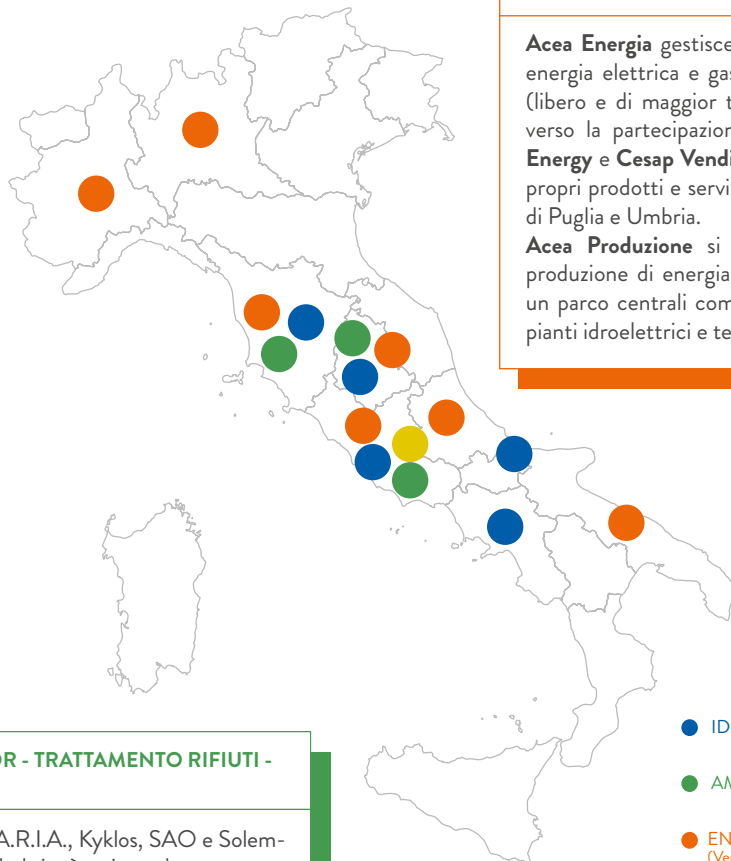 Acea Energia gestisce
energia elettrica e gas
(libero e di maggior t
verso la partecipazion
Energy e Cesap Vendi
propri prodotti e servi
di Puglia e Umbria.
Acea Produzione si
produzione di energia
un parco centrali com
pianti idroelettrici e te
OR - TRATTAMENTO RIFIUTI -
A.R.I.A., Kyklos, SAO e Solem-
ID
AM
EN
(Ven